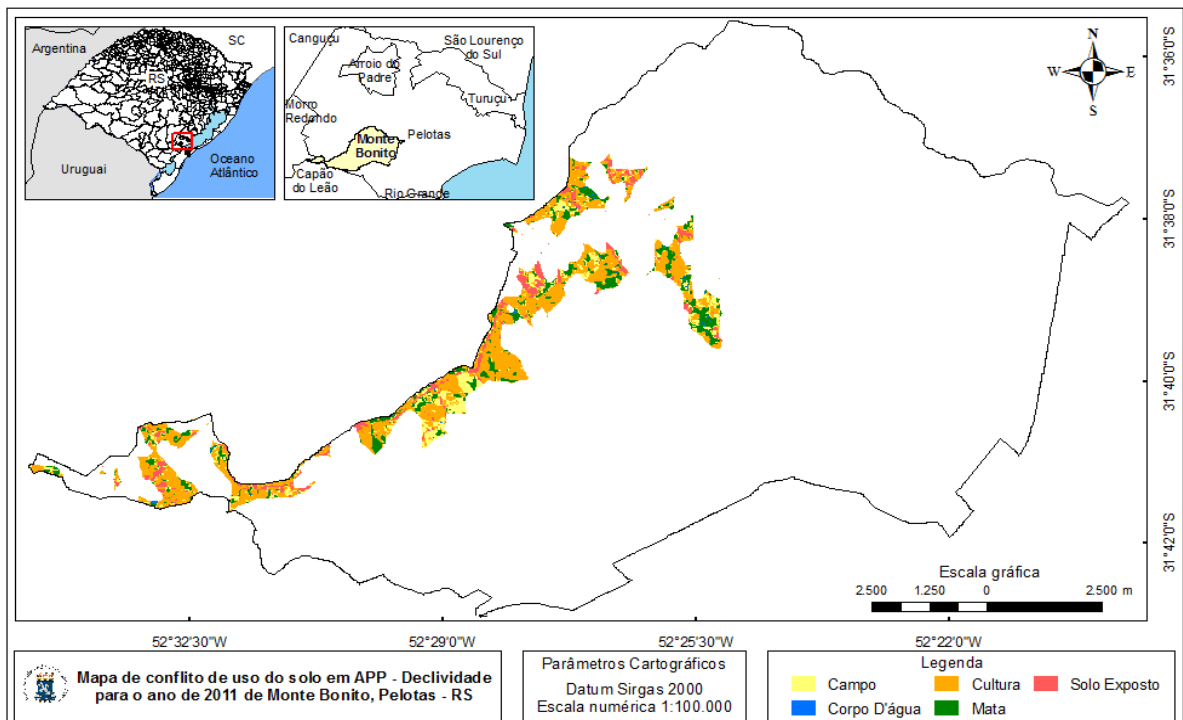 Argentina
SC
RS
Uruguai
Oceano
Atlântico
Canguçu
São Lourenço
do Sul
Arroio do
Padre
Turuçu
Morro
Redondo
Monte
Bonito
Pelotas
Capão
do Leão
Rio Grande
N
W
E
S
31°36'0"S
31°38'0"S
31°40'0"S
31°42'0"S
Escala gráfica
2.500 1.250 0 2.500 m
52°32'30"W
52°29'0"W
52°25'30"W
52°22'0"W
Mapa de conflito de uso do solo em APP - Declividade
para o ano de 2011 de Monte Bonito, Pelotas - RS
Parâmetros Cartográficos
Datum Sirgas 2000
Escala numérica 1:100.000
Legenda
Campo
Cultura
Solo Exposto
Corpo D'água
Mata